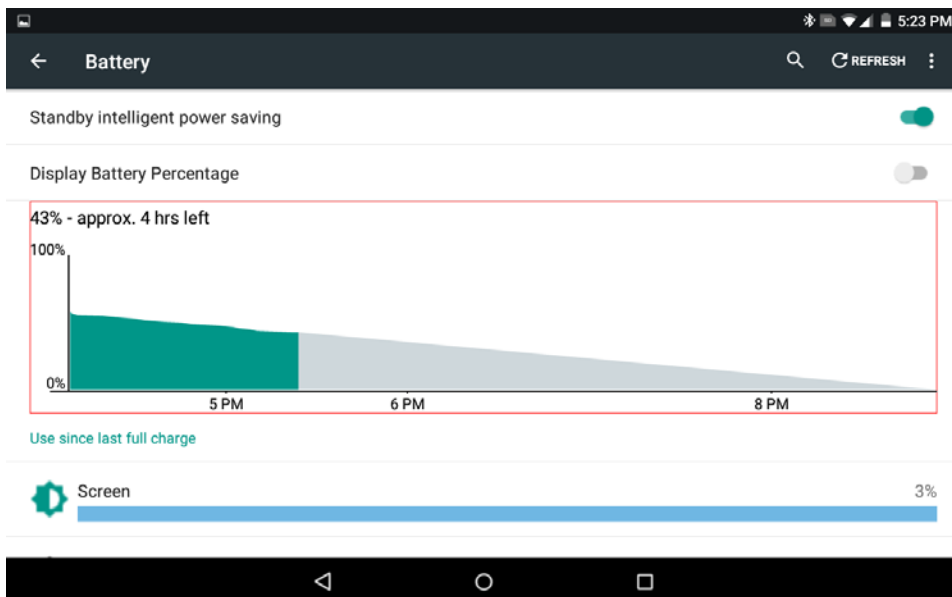 5:23 PM
Battery
REFRESH
Standby intelligent power saving
Display Battery Percentage
43% - approx. 4 hrs left
100%
0%
5 PM 6 PM 8 PM
Use since last full charge
Screen 3%